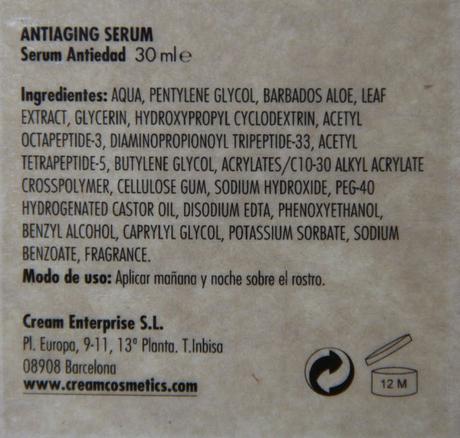 ANTIAGING SERUM
Serum Antiedad 30 ml e
Ingredientes: AQUA, PENTYLENE GLYCOL, BARBADOS ALOE, LEAF
EXTRACT, GLYCERIN, HYDROXYPROPYL CYCLODEXTRIN, ACETYL
OCTAPEPTIDE-3, DIAMINOPROPIONOYL TRIPEPTIDE-33, ACETYL
TETRAPEPTIDE-5, BUTYLENE GLYCOL, ACRYLATES/C10-30 ALKYL ACRYLATE
CROSSPOLYMER, CELLULOSE GUM, SODIUM HYDROXIDE, PEG-40
HYDROGENATED CASTOR OIL, DISODIUM EDTA, PHENOXYETHANOL,
BENZYL ALCOHOL, CAPRYLYL GLYCOL, POTASSIUM SORBATE, SODIUM
BENZOATE, FRAGRANCE.
Modo de uso: Aplicar mañana y noche sobre el rostro.
Cream Enterprise S.L.
Pl. Europa, 9-11, 13ª Planta. T.Inbisa
08908 Barcelona
www.creamcosmetics.com
12 M